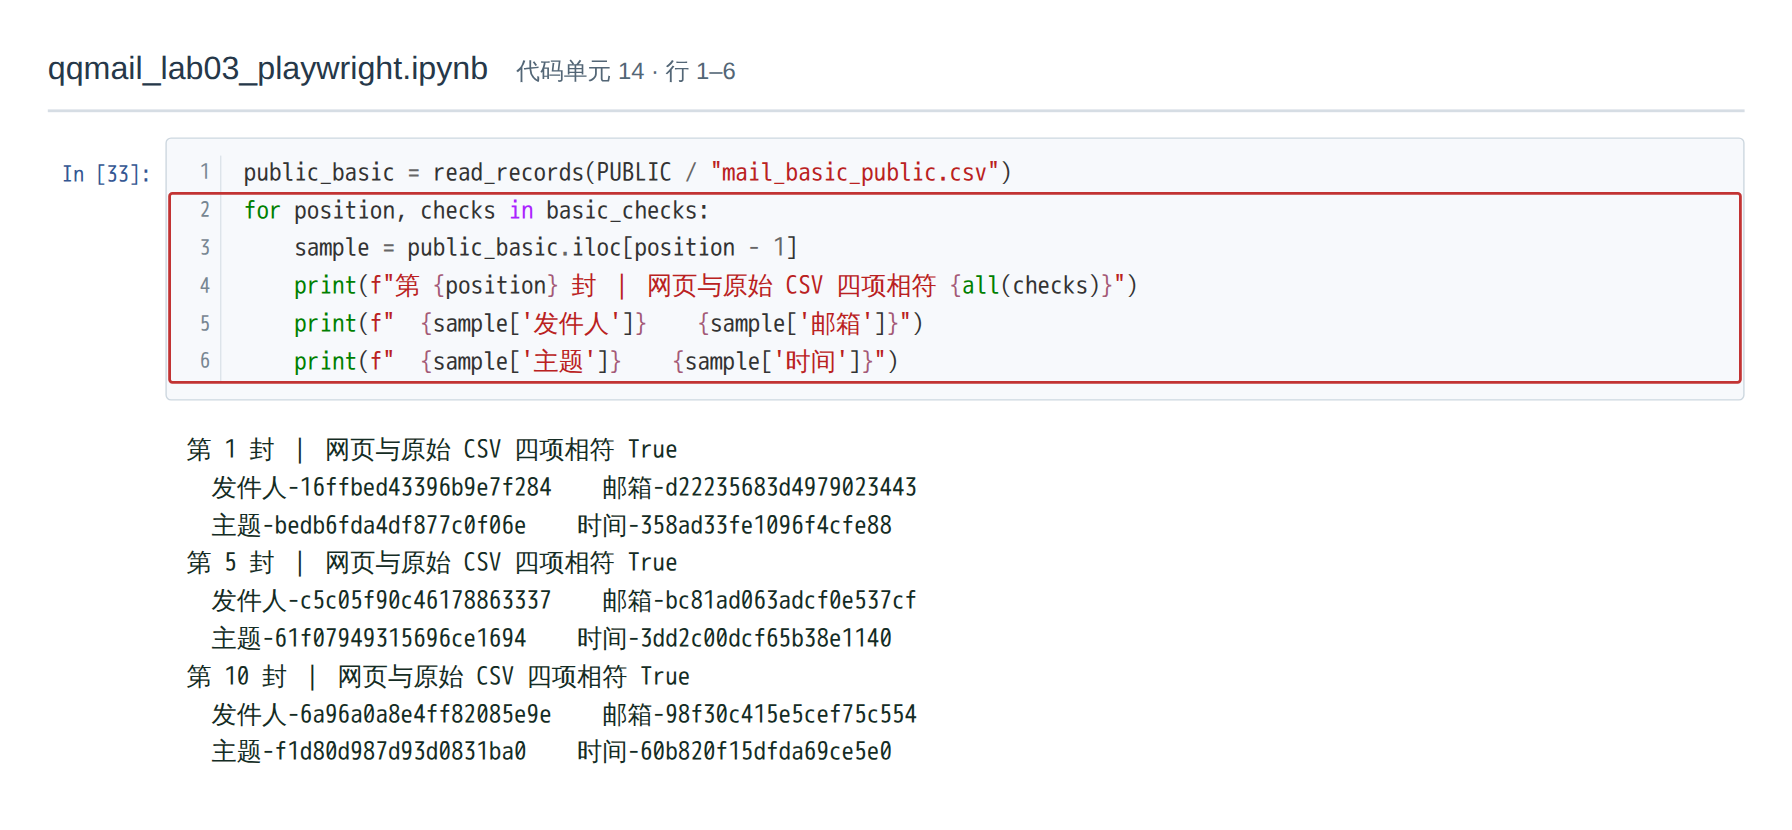 qqmail_lab03_playwright.ipynb 代码单元 14 · 行 1–6
In [33]:
1 public_basic = read_records(PUBLIC / "mail_basic_public.csv")
2 for position, checks in basic_checks:
3     sample = public_basic.iloc[position - 1]
4     print(f"第 {position} 封 | 网页与原始 CSV 四项相符 {all(checks)}")
5     print(f"  {sample['发件人']}    {sample['邮箱']}")
6     print(f"  {sample['主题']}    {sample['时间']}")
第 1 封 | 网页与原始 CSV 四项相符 True
  发件人-16ffbed43396b9e7f284    邮箱-d22235683d4979023443
  主题-bedb6fda4df877c0f06e    时间-358ad33fe1096f4cfe88
第 5 封 | 网页与原始 CSV 四项相符 True
  发件人-c5c05f90c46178863337    邮箱-bc81ad063adcf0e537cf
  主题-61f07949315696ce1694    时间-3dd2c00dcf65b38e1140
第 10 封 | 网页与原始 CSV 四项相符 True
  发件人-6a96a0a8e4ff82085e9e    邮箱-98f30c415e5cef75c554
  主题-f1d80d987d93d0831ba0    时间-60b820f15dfda69ce5e0